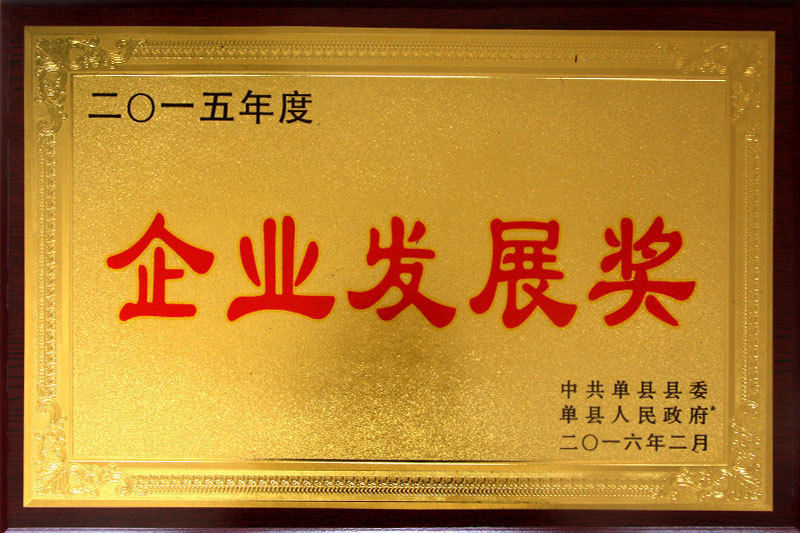 二〇一五年度
企业发展奖
中共单县县委
单县人民政府
二〇一六年二月